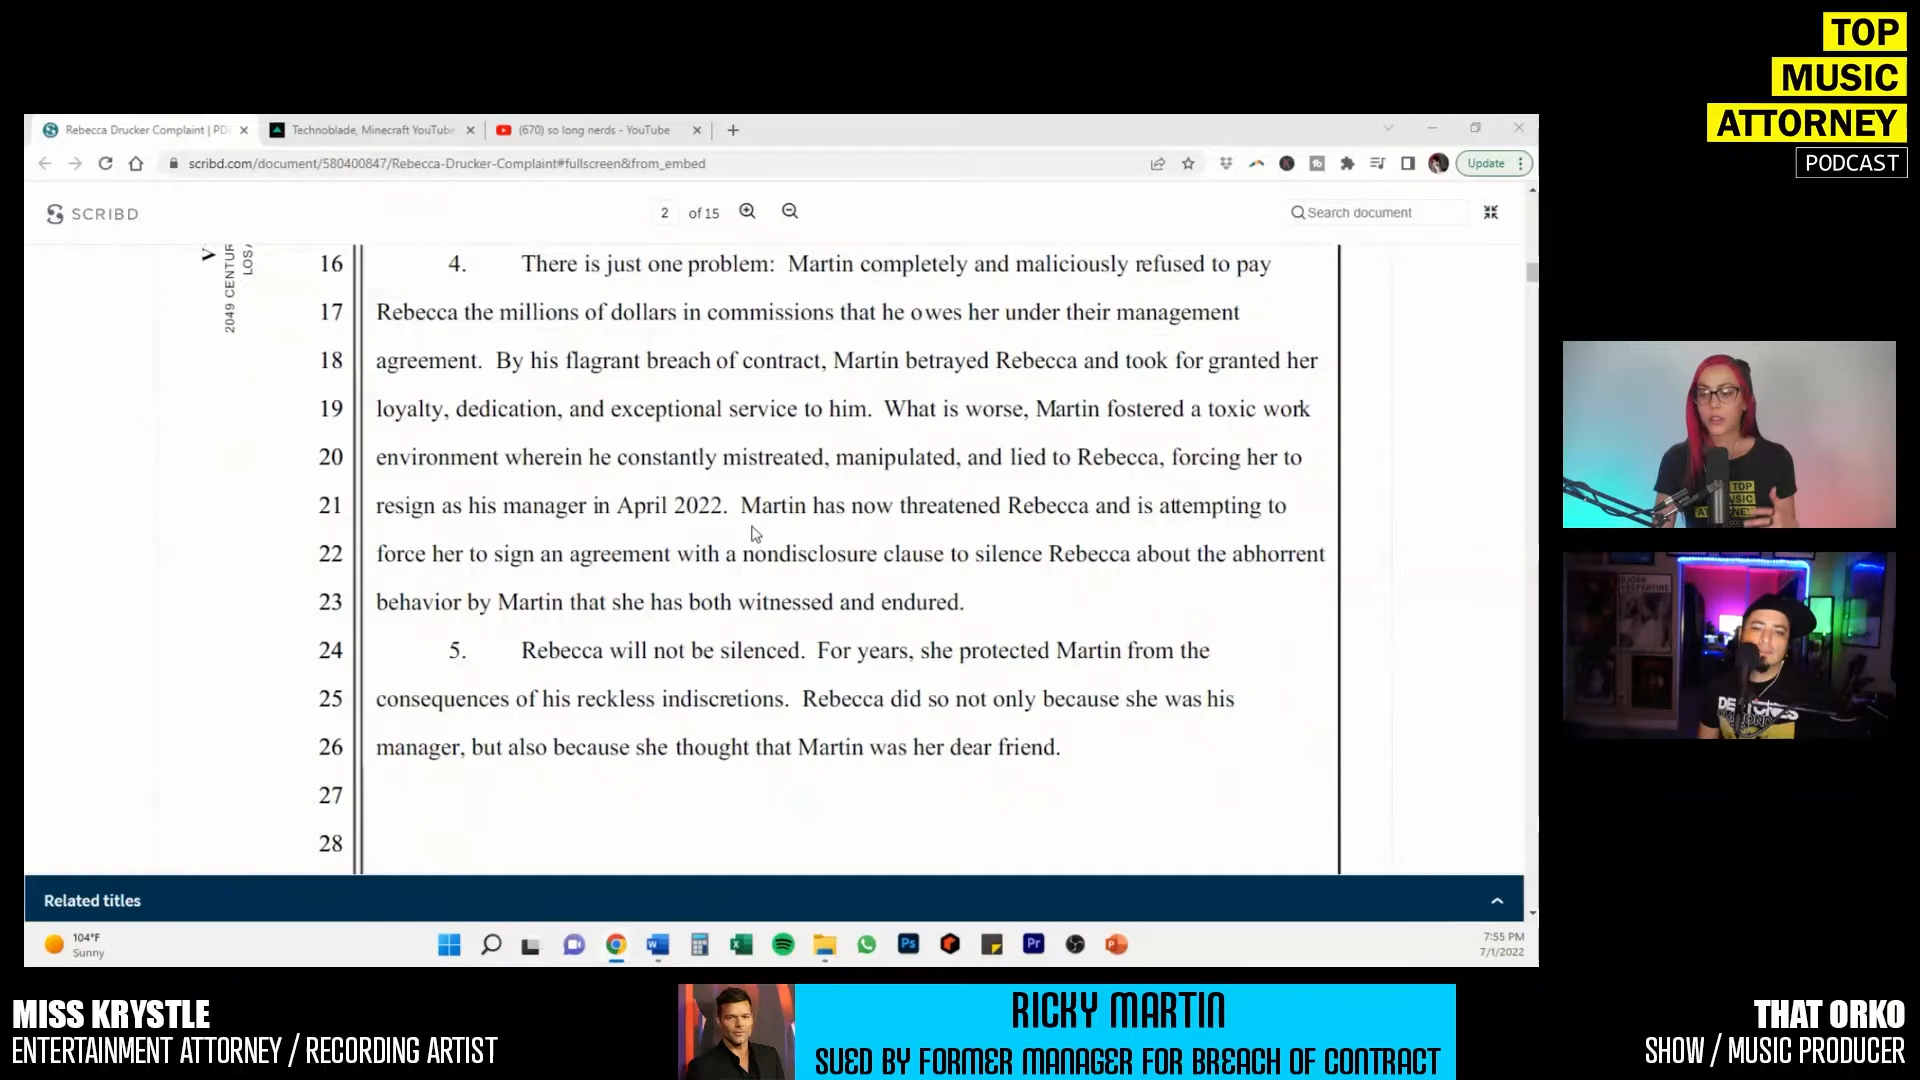 TOP
MUSIC
ATTORNEY
PODCAST
Rebecca Drucker Complaint | PD
Technoblade, Minecraft YouTube
(670) so long nerds - YouTube
scribd.com/document/580400847/Rebecca-Drucker-Complaint#fullscreen&from_embed
Update
SCRIBD
2 of 15
Search document
2049 CENTUR
LOS
16 4. There is just one problem: Martin completely and maliciously refused to pay
17 Rebecca the millions of dollars in commissions that he owes her under their management
18 agreement. By his flagrant breach of contract, Martin betrayed Rebecca and took for granted her
19 loyalty, dedication, and exceptional service to him. What is worse, Martin fostered a toxic work
20 environment wherein he constantly mistreated, manipulated, and lied to Rebecca, forcing her to
21 resign as his manager in April 2022. Martin has now threatened Rebecca and is attempting to
22 force her to sign an agreement with a nondisclosure clause to silence Rebecca about the abhorrent
23 behavior by Martin that she has both witnessed and endured.
24 5. Rebecca will not be silenced. For years, she protected Martin from the
25 consequences of his reckless indiscretions. Rebecca did so not only because she was his
26 manager, but also because she thought that Martin was her dear friend.
27
28
Related titles
104°F
Sunny
Ps
Pr
7:55 PM
7/1/2022
TOP
MUSIC
ATTORNEY
BJORK
VESPERTINE
DEFTONES
MISS KRYSTLE
ENTERTAINMENT ATTORNEY / RECORDING ARTIST
RICKY MARTIN
SUED BY FORMER MANAGER FOR BREACH OF CONTRACT
THAT ORKO
SHOW / MUSIC PRODUCER